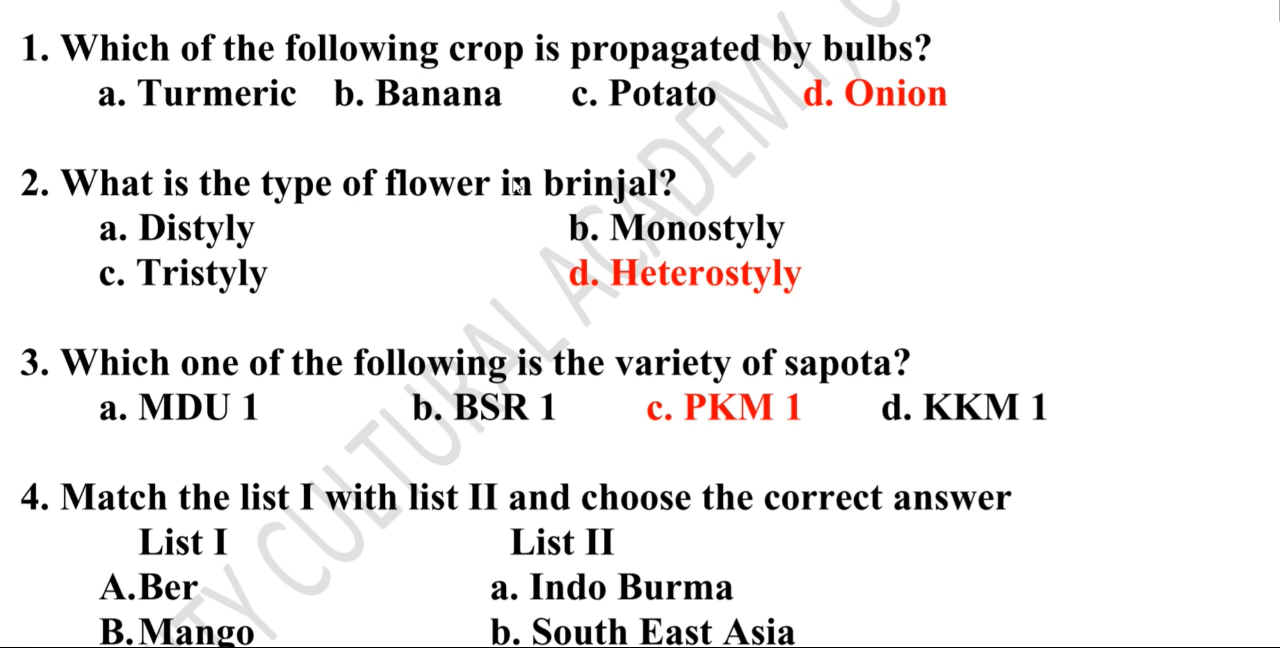 1. Which of the following crop is propagated by bulbs?
a. Turmeric b. Banana c. Potato d. Onion
2. What is the type of flower in brinjal?
a. Distyly b. Monostyly
c. Tristyly d. Heterostyly
3. Which one of the following is the variety of sapota?
a. MDU 1 b. BSR 1 c. PKM 1 d. KKM 1
4. Match the list I with list II and choose the correct answer
List I List II
A.Ber a. Indo Burma
B.Mango b. South East Asia
CULTURAL ACADEMY